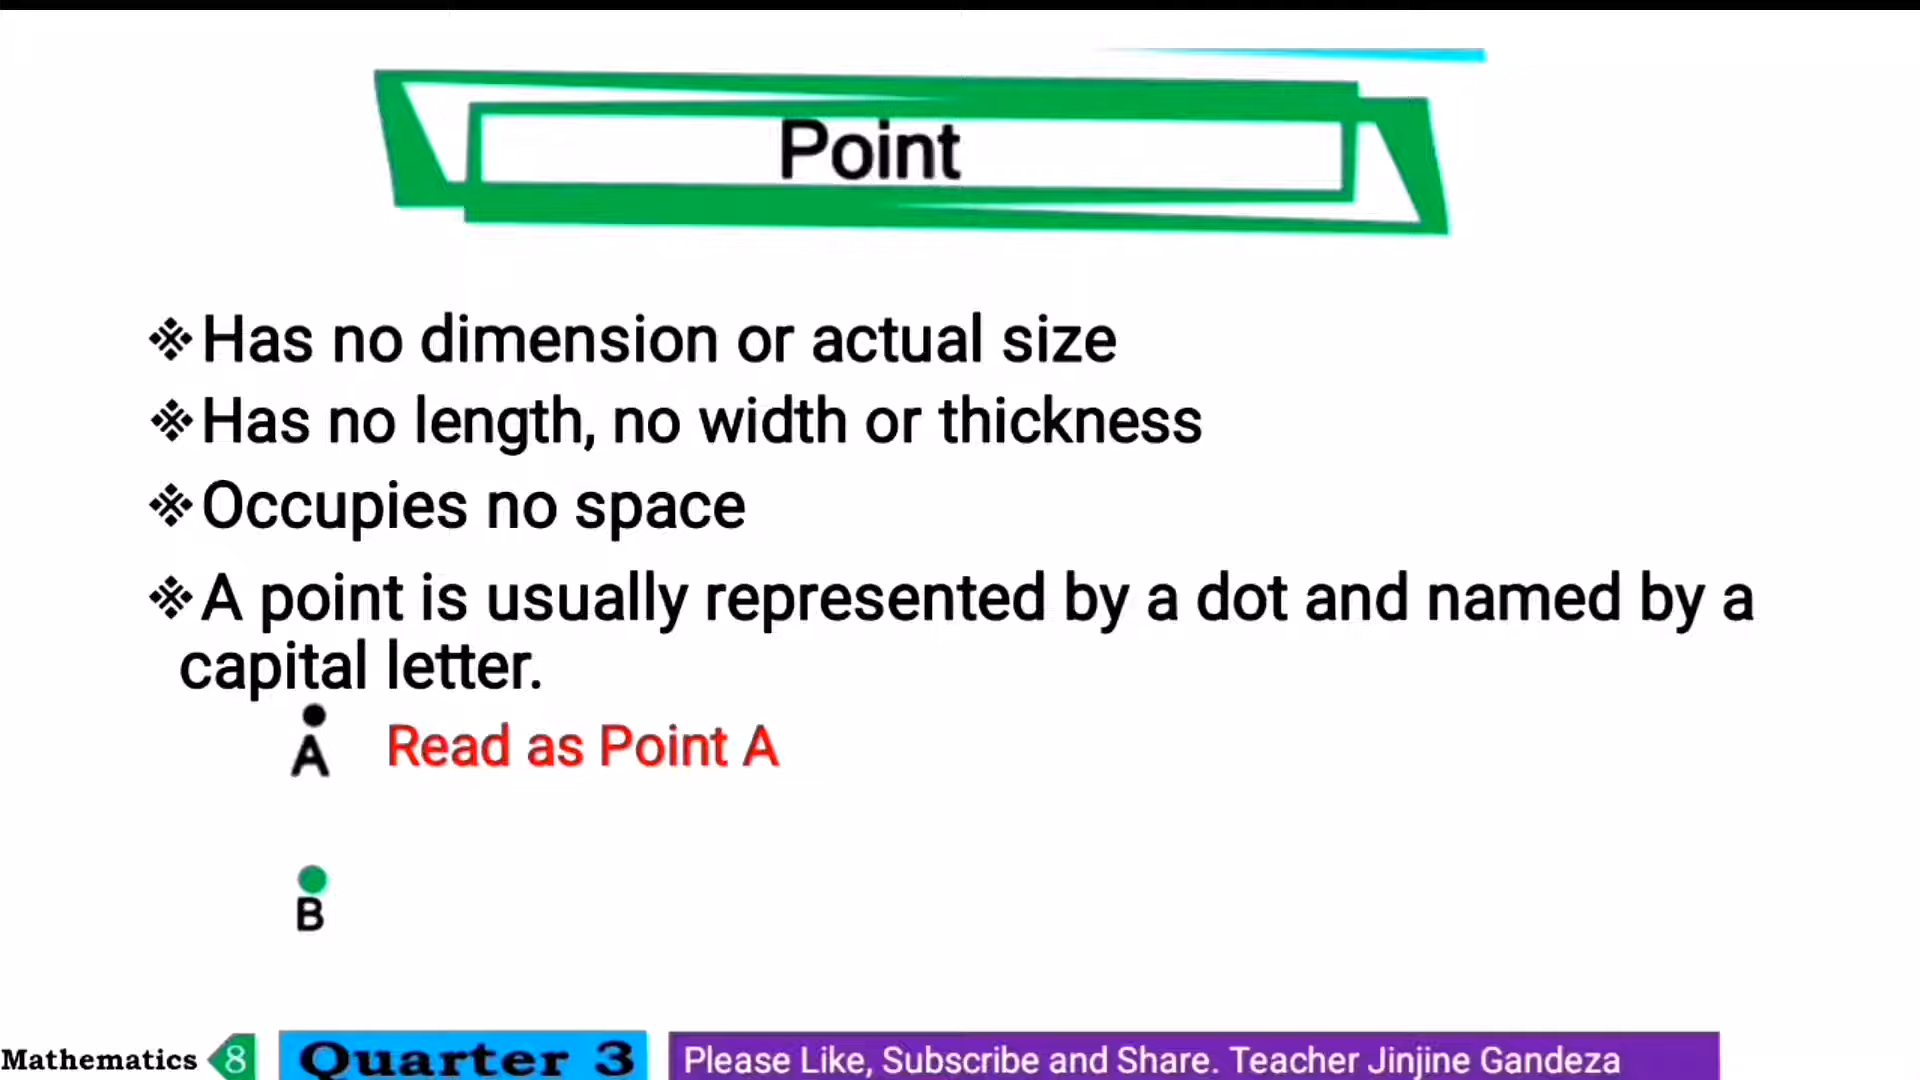 Point
❖Has no dimension or actual size
❖Has no length, no width or thickness
❖Occupies no space
❖A point is usually represented by a dot and named by a
capital letter.
A Read as Point A
B
Mathematics 8 Quarter 3 Please Like, Subscribe and Share. Teacher Jinjine Gandeza